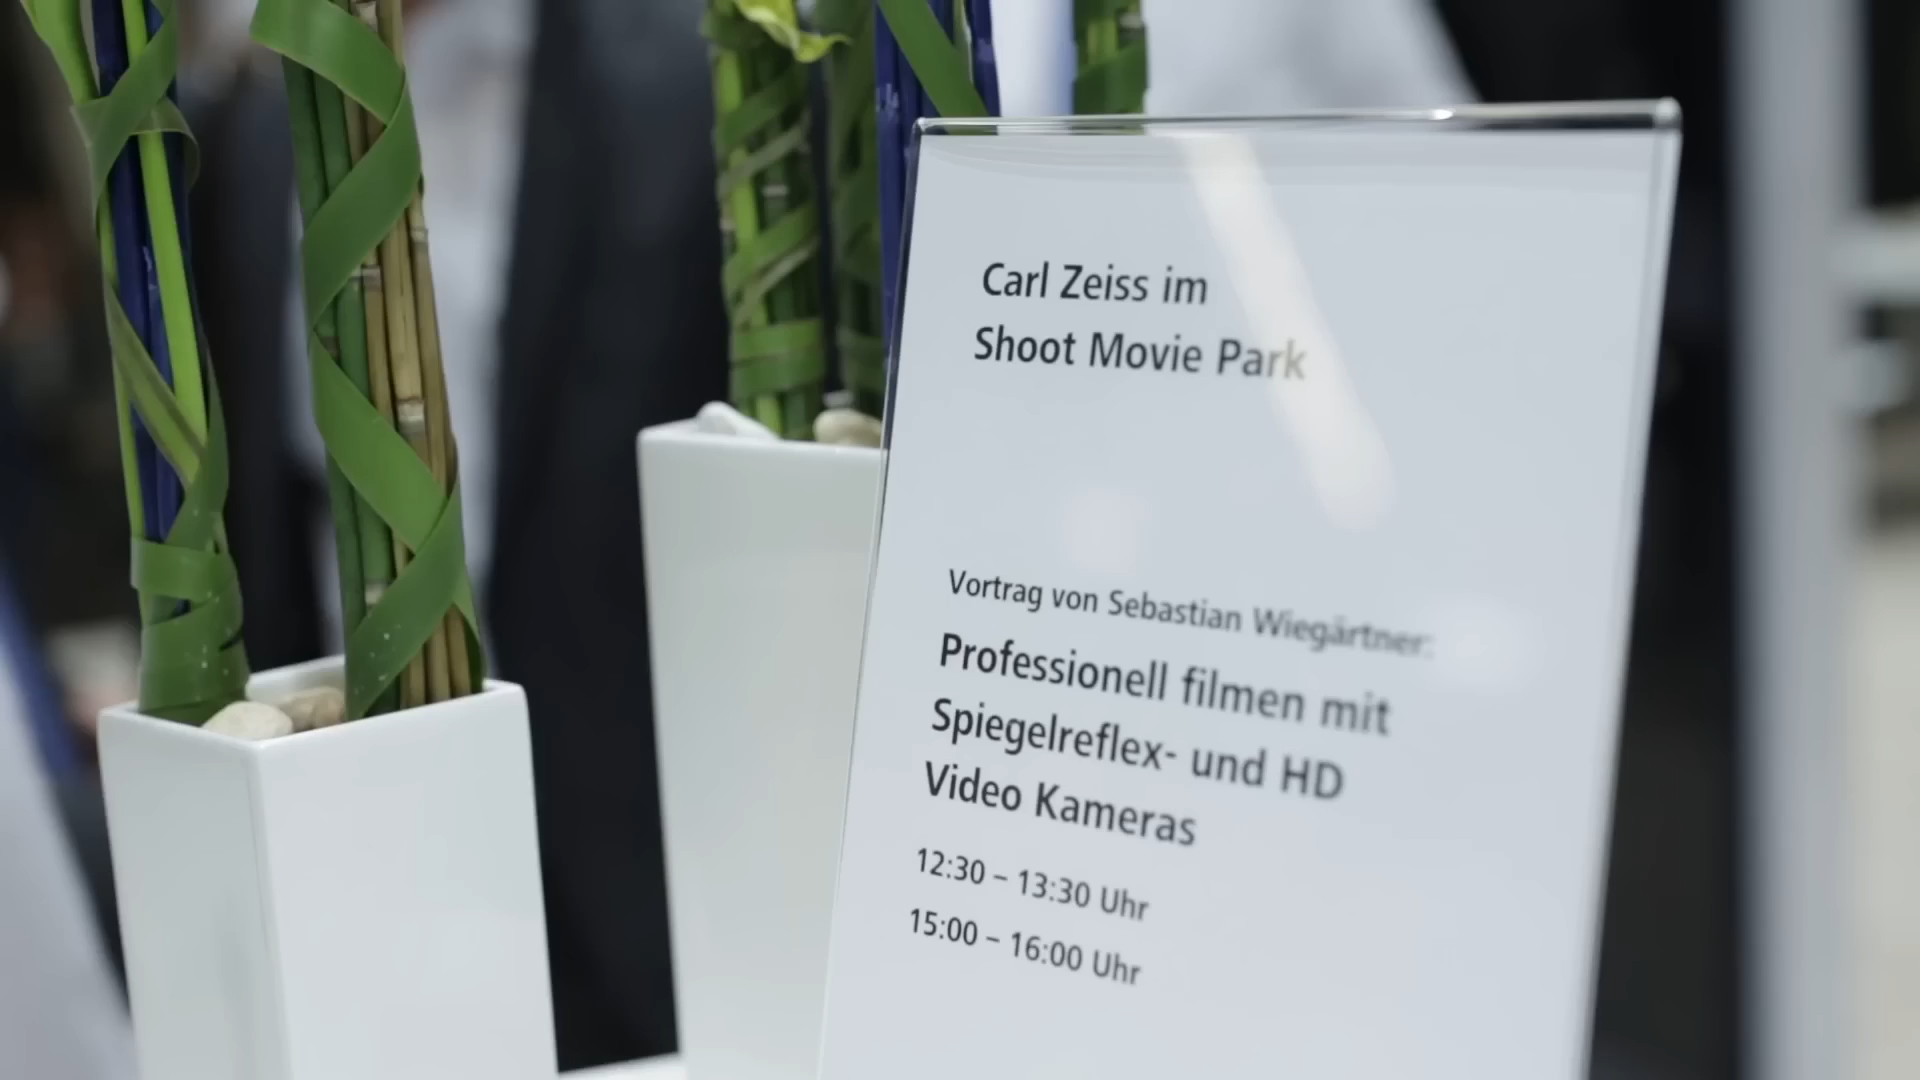 Carl Zeiss im
Shoot Movie Park
Vortrag von Sebastian Wiegärtner:
Professionell filmen mit
Spiegelreflex- und HD
Video Kameras
12:30 – 13:30 Uhr
15:00 – 16:00 Uhr